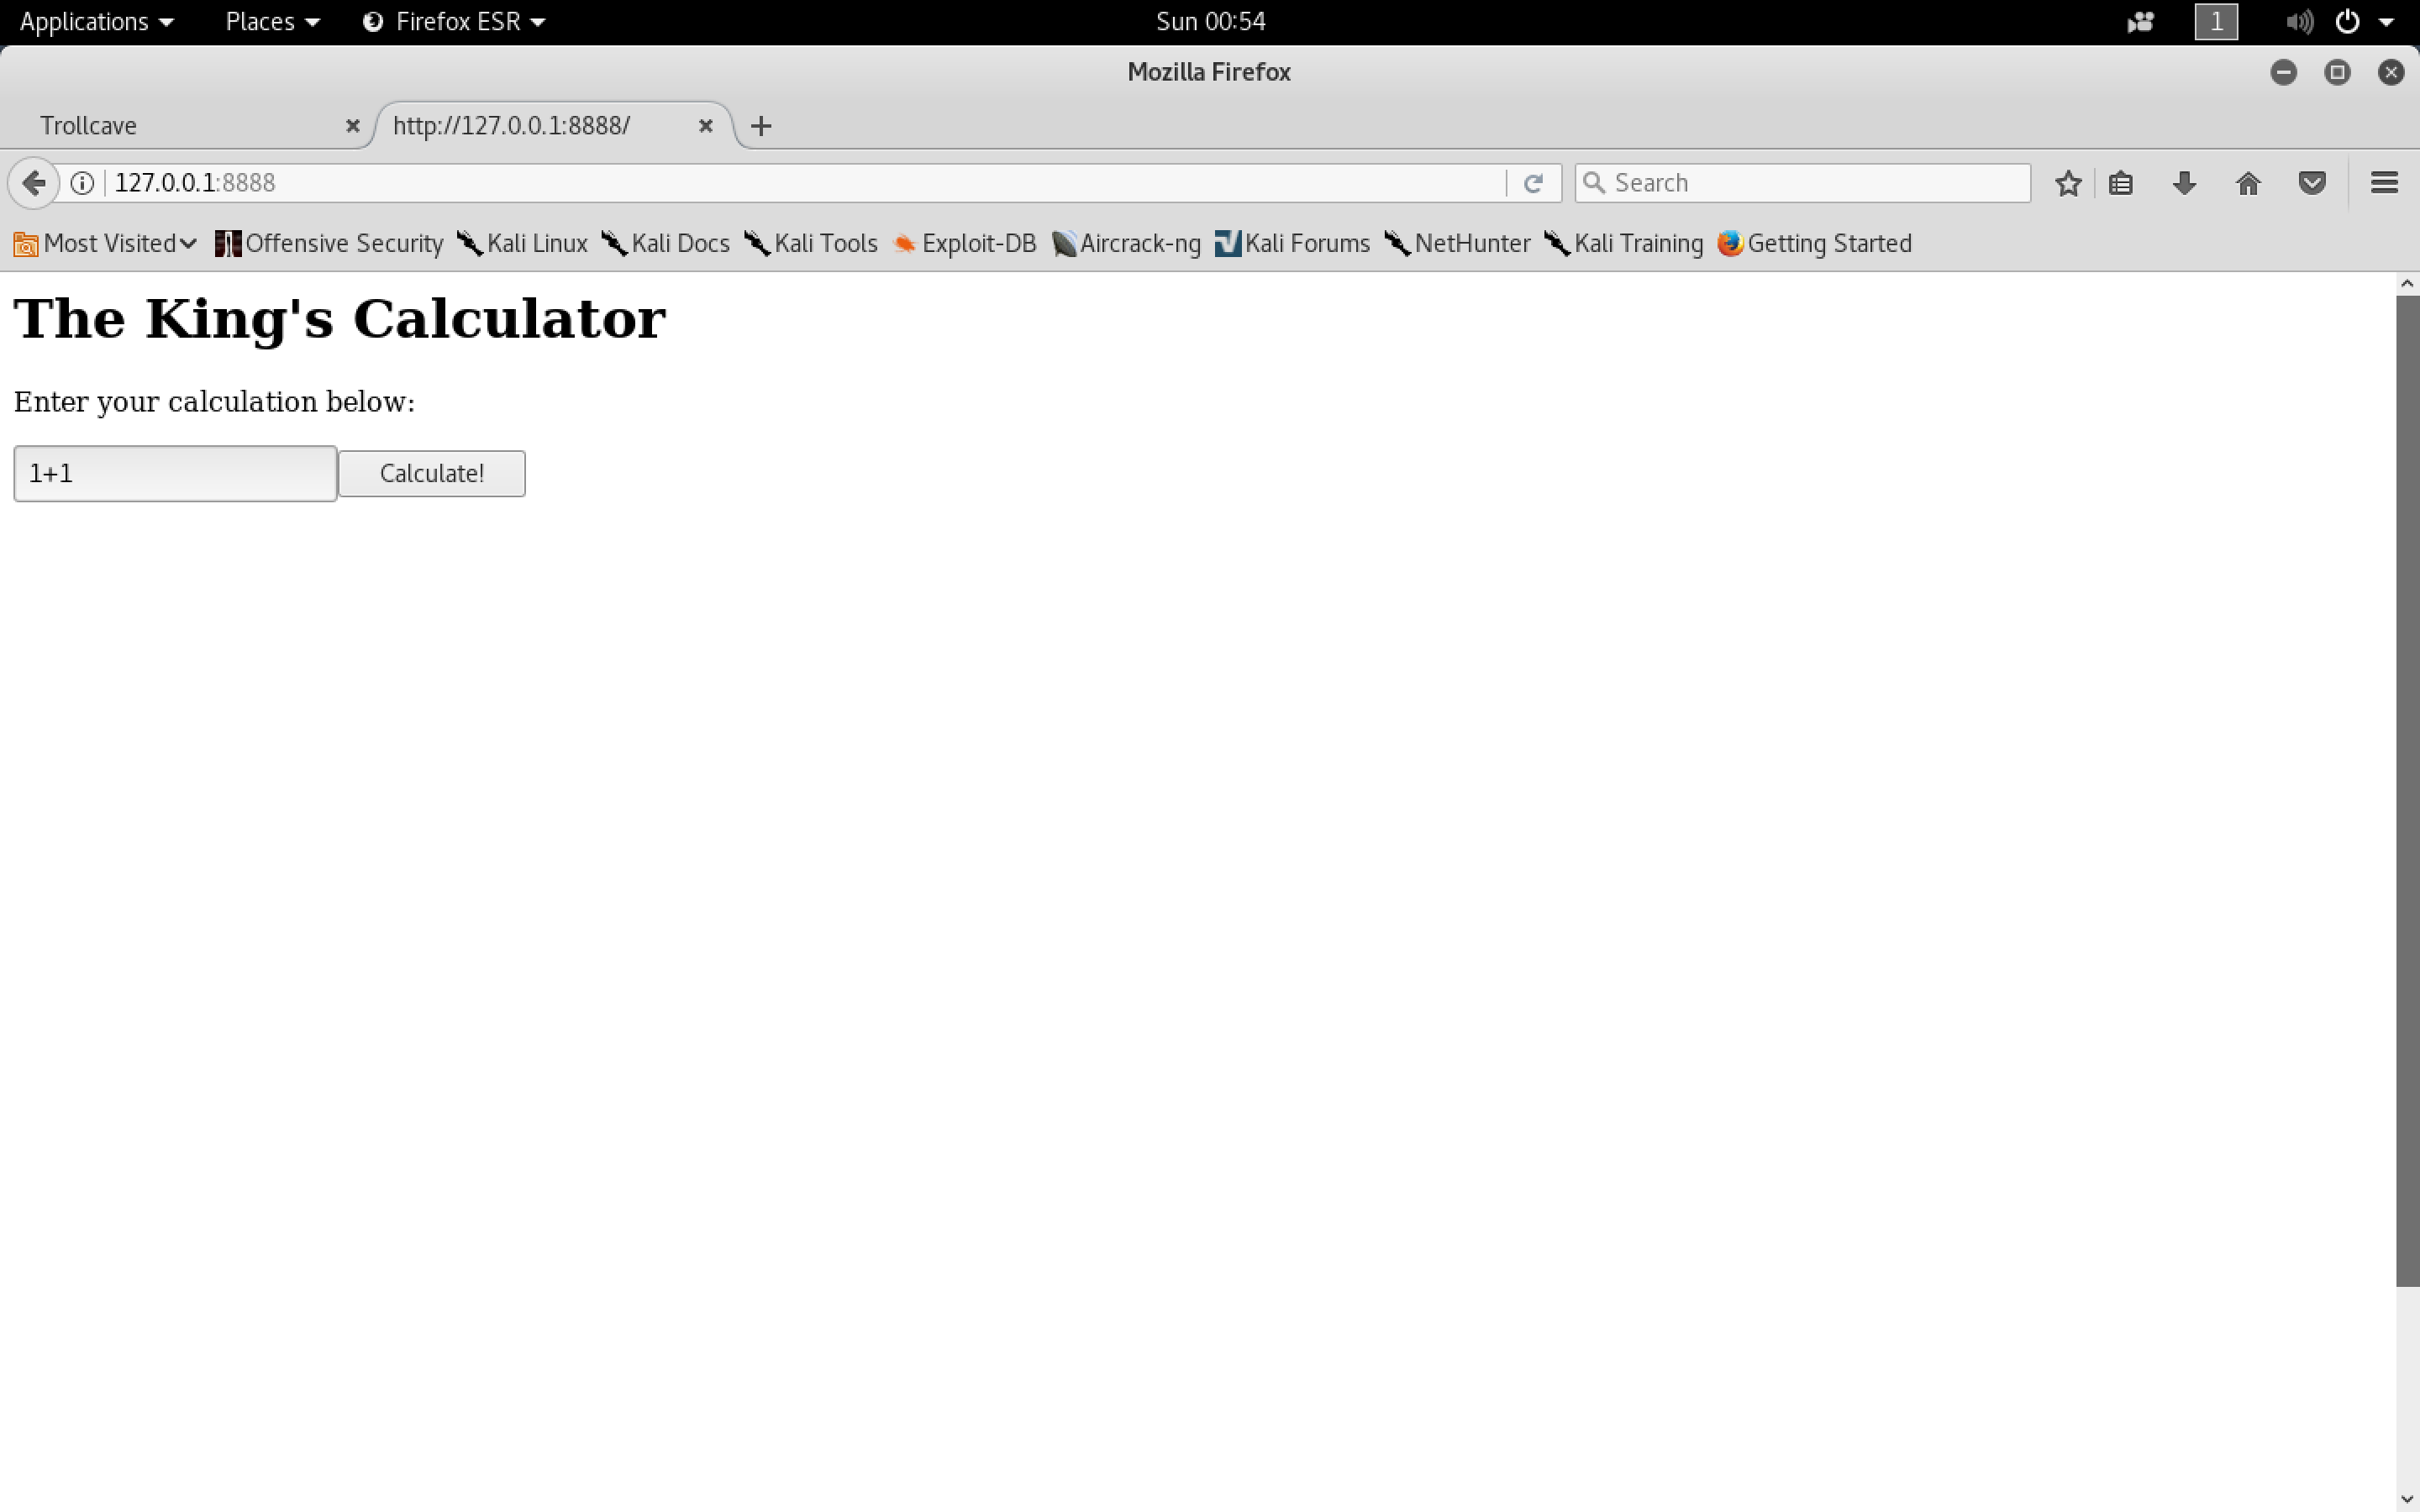 Applications Places Firefox ESR Sun 00:54 1
Mozilla Firefox
Trollcave http://127.0.0.1:8888/
127.0.0.1:8888 Search
Most Visited Offensive Security Kali Linux Kali Docs Kali Tools Exploit-DB Aircrack-ng Kali Forums NetHunter Kali Training Getting Started
The King's Calculator
Enter your calculation below:
1+1 Calculate!